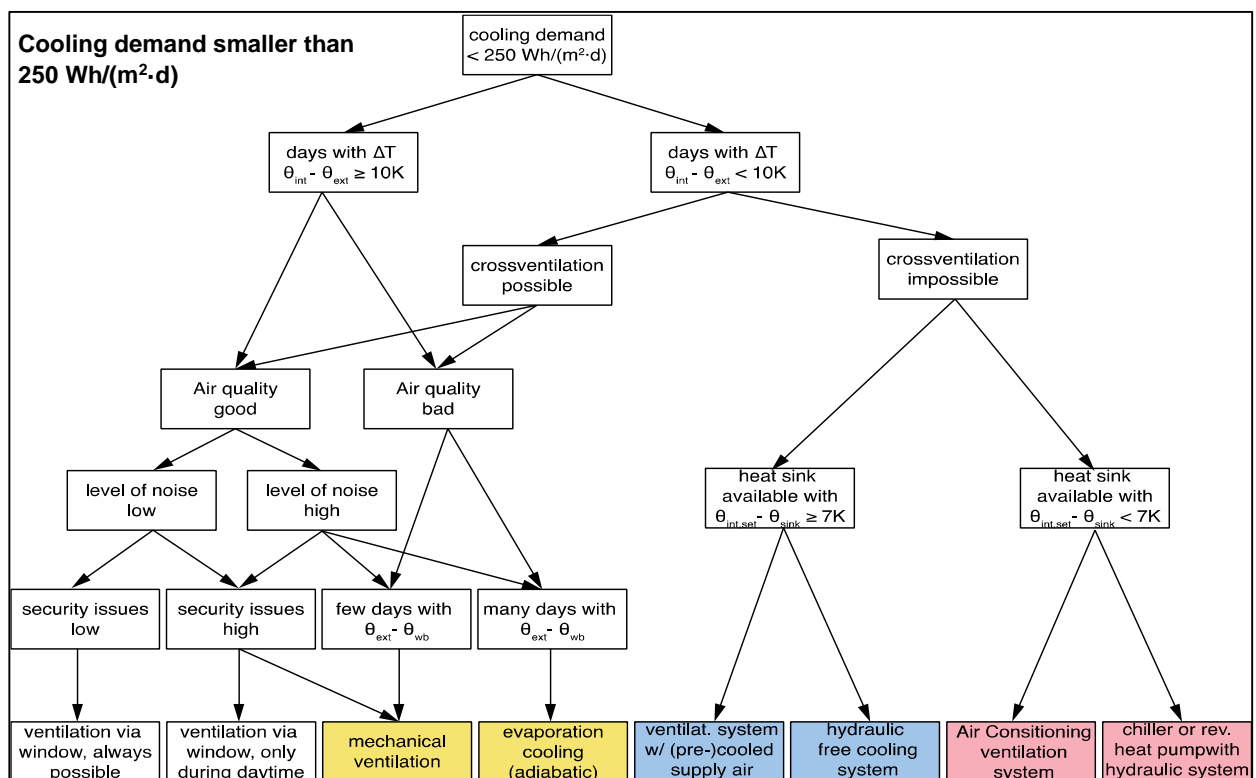 Cooling demand smaller than
250 Wh/(m²·d)
cooling demand
< 250 Wh/(m²·d)
days with ΔT
θint - θext ≥ 10K
days with ΔT
θint - θext < 10K
crossventilation
possible
crossventilation
impossible
Air quality
good
Air quality
bad
level of noise
low
level of noise
high
heat sink
available with
θint.set - θsink ≥ 7K
heat sink
available with
θint.set - θsink < 7K
security issues
low
security issues
high
few days with
θext - θwb
many days with
θext - θwb
ventilation via
window, always
possible
ventilation via
window, only
during daytime
mechanical
ventilation
evaporation
cooling
(adiabatic)
ventilat. system
w/ (pre-)cooled
supply air
hydraulic
free cooling
system
Air Consitioning
ventilation
system
chiller or rev.
heat pumpwith
hydraulic system